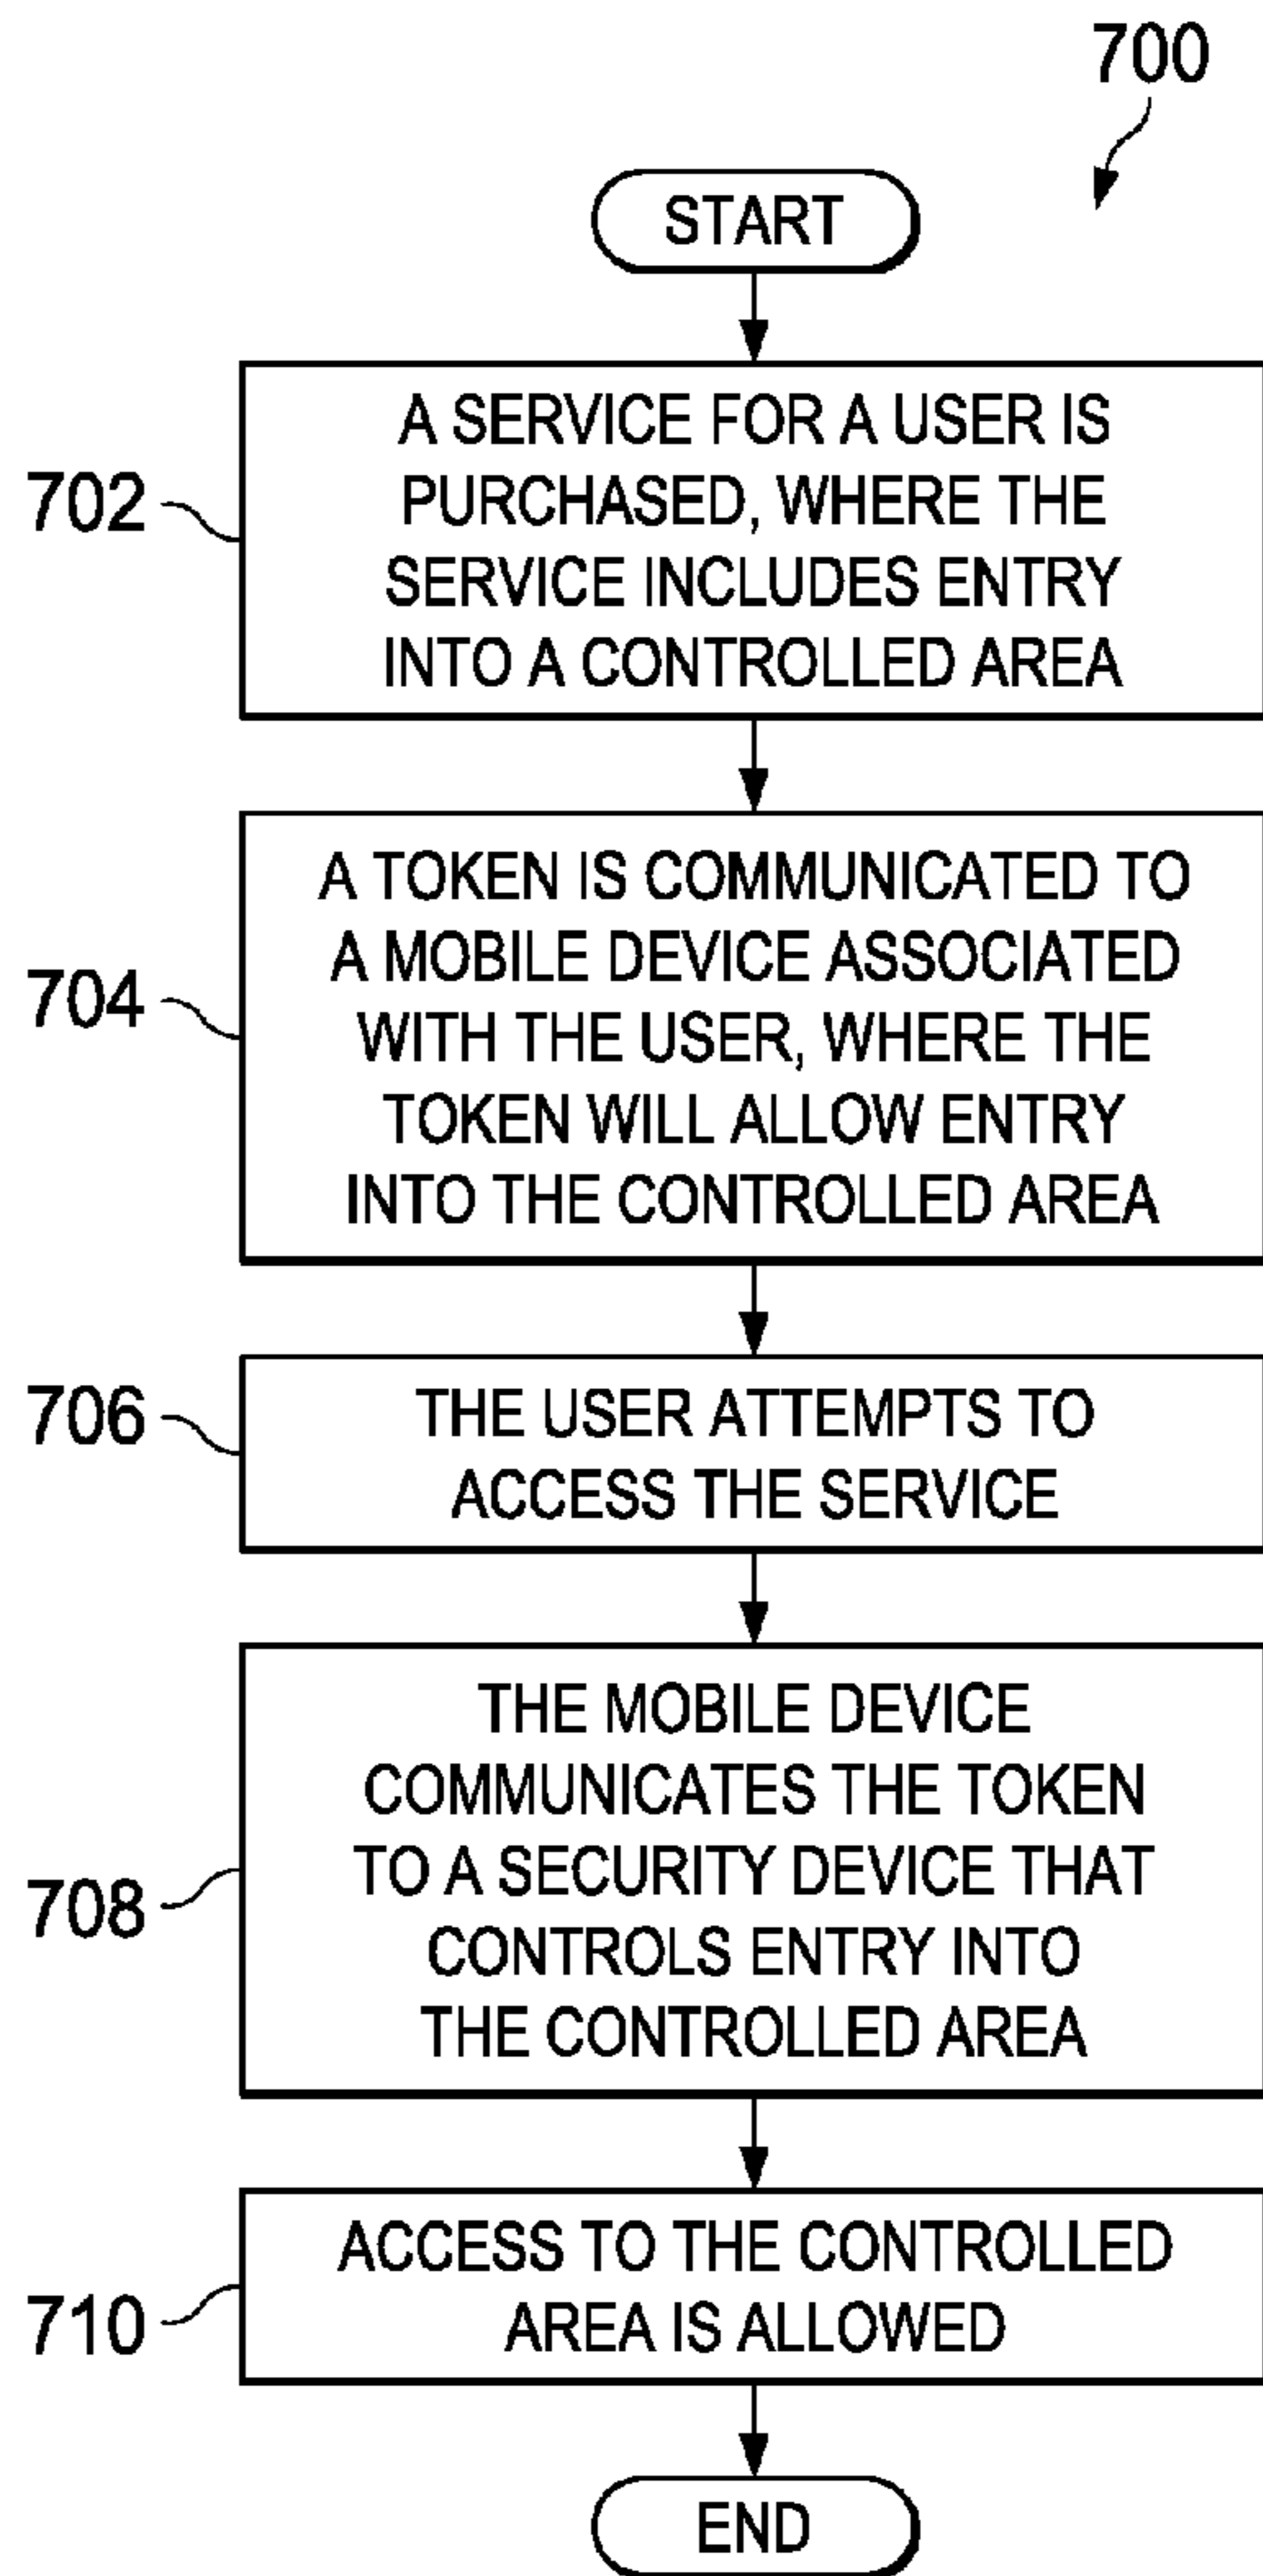 700
START
702
A SERVICE FOR A USER IS
PURCHASED, WHERE THE
SERVICE INCLUDES ENTRY
INTO A CONTROLLED AREA
704
A TOKEN IS COMMUNICATED TO
A MOBILE DEVICE ASSOCIATED
WITH THE USER, WHERE THE
TOKEN WILL ALLOW ENTRY
INTO THE CONTROLLED AREA
706
THE USER ATTEMPTS TO
ACCESS THE SERVICE
708
THE MOBILE DEVICE
COMMUNICATES THE TOKEN
TO A SECURITY DEVICE THAT
CONTROLS ENTRY INTO
THE CONTROLLED AREA
710
ACCESS TO THE CONTROLLED
AREA IS ALLOWED
END